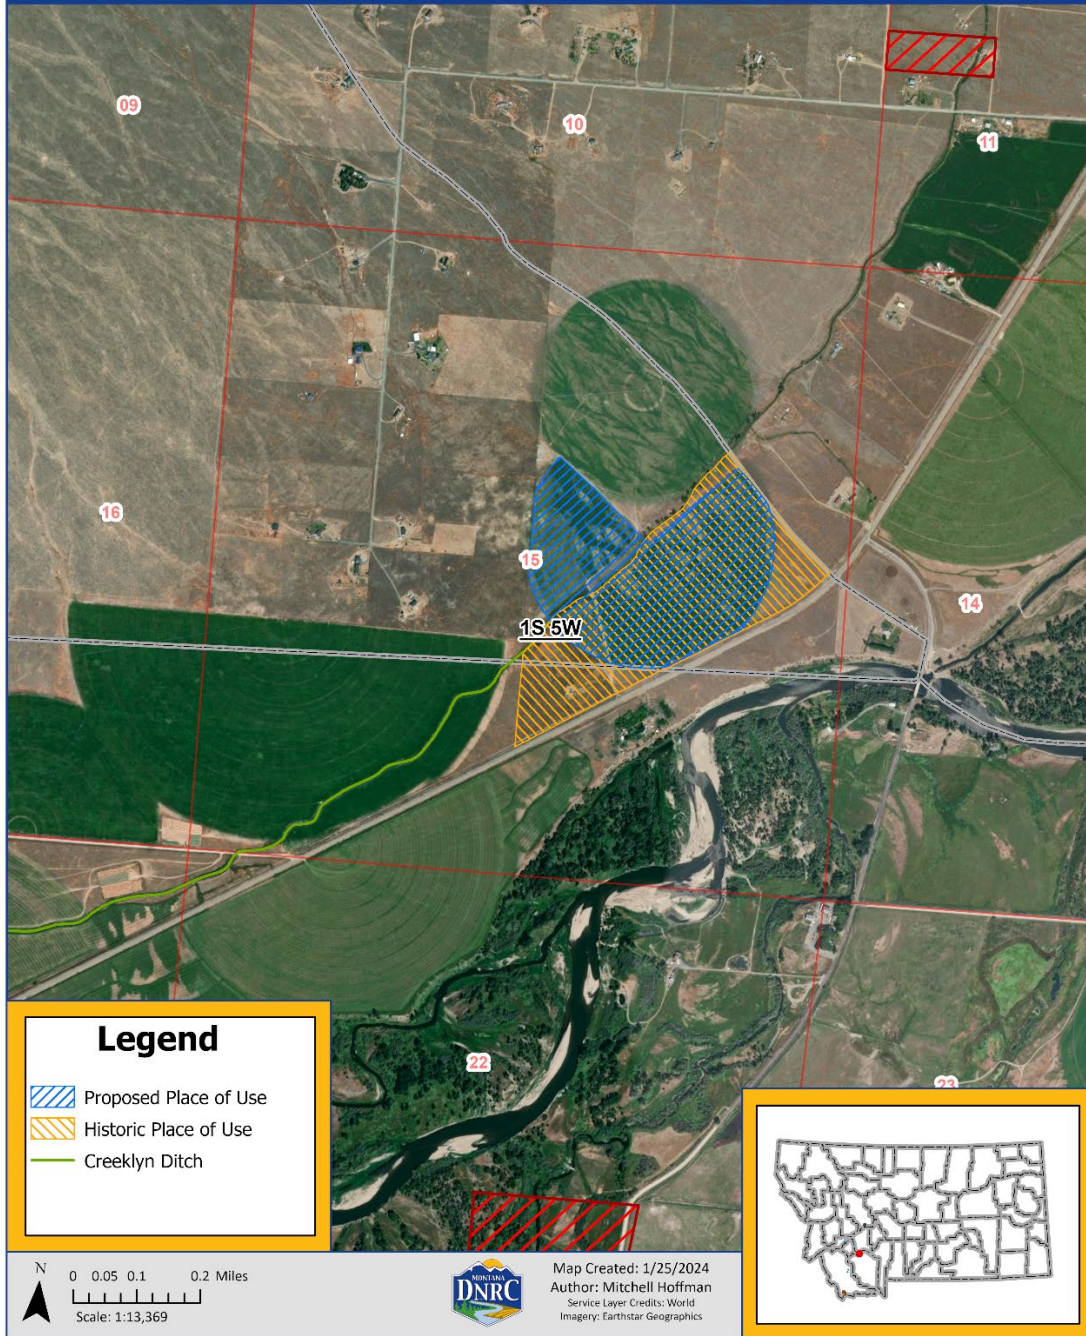 09
10
11
16
15
14
1S 5W
22
23
Legend
Proposed Place of Use
Historic Place of Use
Creeklyn Ditch
N
0 0.05 0.1 0.2 Miles
Scale: 1:13,369
MONTANA
DNRC
Map Created: 1/25/2024
Author: Mitchell Hoffman
Service Layer Credits: World
Imagery: Earthstar Geographics